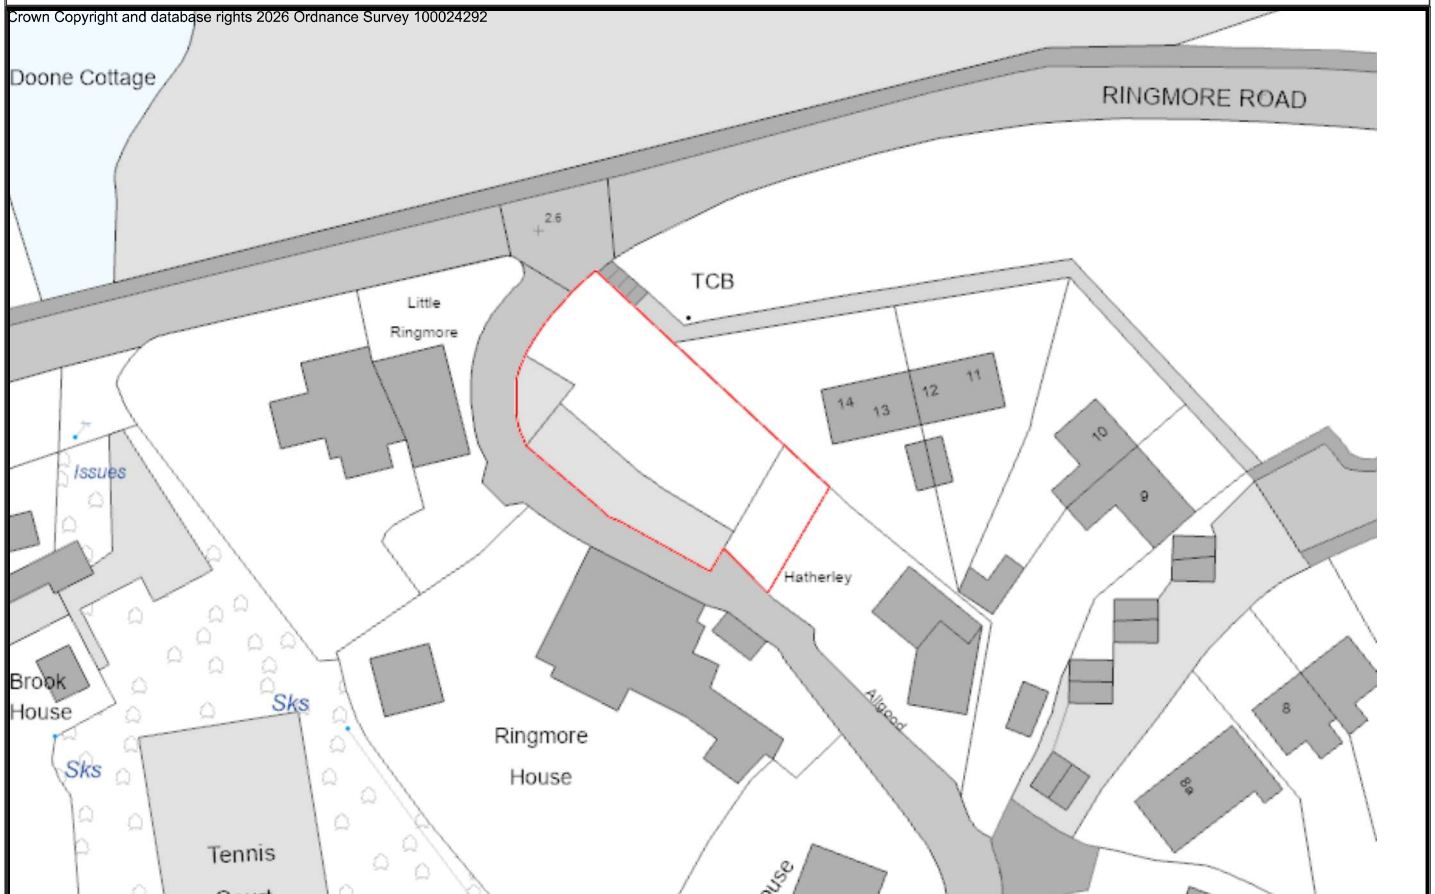 Crown Copyright and database rights 2026 Ordnance Survey 100024292
Doone Cottage
RINGMORE ROAD
2.6
TCB
Little
Ringmore
14
13
12
11
10
9
Issues
Hatherley
Brook
House
Sks
Sks
Allgood
Ringmore
House
8
8a
Tennis
Court